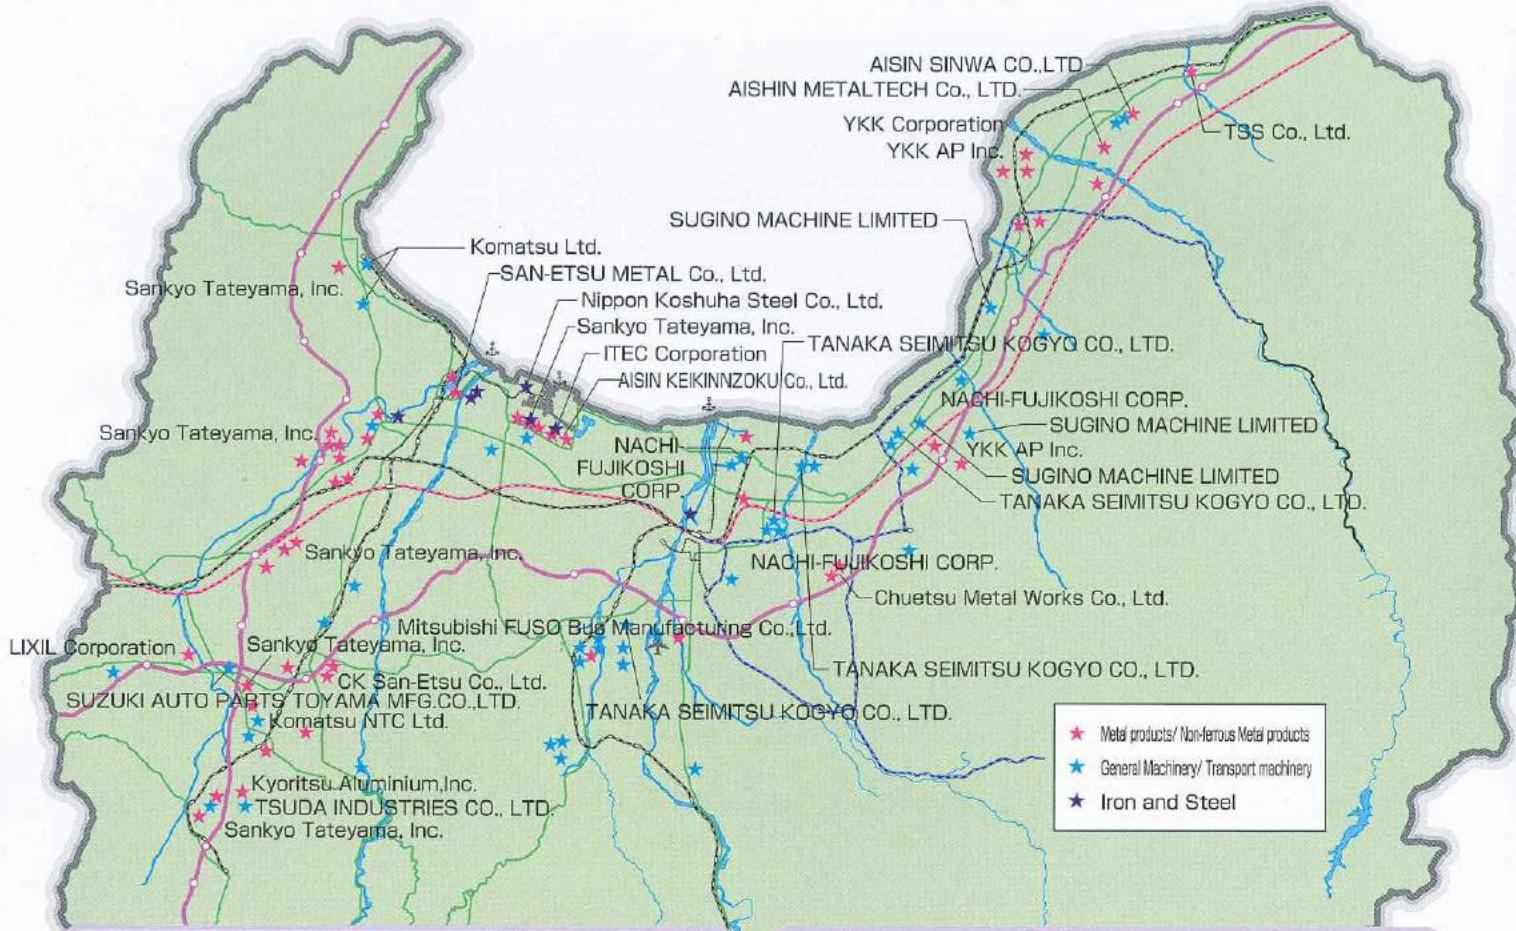 AISIN SINWA CO.,LTD
AISHIN METALTECH Co., LTD.
YKK Corporation
TSS Co., Ltd.
YKK AP Inc.
SUGINO MACHINE LIMITED
Komatsu Ltd.
SAN-ETSU METAL Co., Ltd.
Sankyo Tateyama, Inc.
Nippon Koshuha Steel Co., Ltd.
Sankyo Tateyama, Inc.
TANAKA SEIMITSU KOGYO CO., LTD.
ITEC Corporation
AISIN KEIKINNZOKU Co., Ltd.
NACHI-FUJIKOSHI CORP.
SUGINO MACHINE LIMITED
Sankyo Tateyama, Inc.
NACHI
FUJIKOSHI
CORP.
YKK AP Inc.
SUGINO MACHINE LIMITED
TANAKA SEIMITSU KOGYO CO., LTD.
Sankyo Tateyama, Inc.
NACHI-FUJIKOSHI CORP.
Chuetsu Metal Works Co., Ltd.
Mitsubishi FUSO Bus Manufacturing Co.,Ltd.
LIXIL Corporation
Sankyo Tateyama, Inc.
TANAKA SEIMITSU KOGYO CO., LTD.
CK San-Etsu Co., Ltd.
SUZUKI AUTO PARTS TOYAMA MFG.CO.,LTD.
TANAKA SEIMITSU KOGYO CO., LTD.
Komatsu NTC Ltd.
Metal products/ Non-ferrous Metal products
General Machinery/ Transport machinery
Iron and Steel
Kyoritsu Aluminium,Inc.
TSUDA INDUSTRIES CO., LTD.
Sankyo Tateyama, Inc.